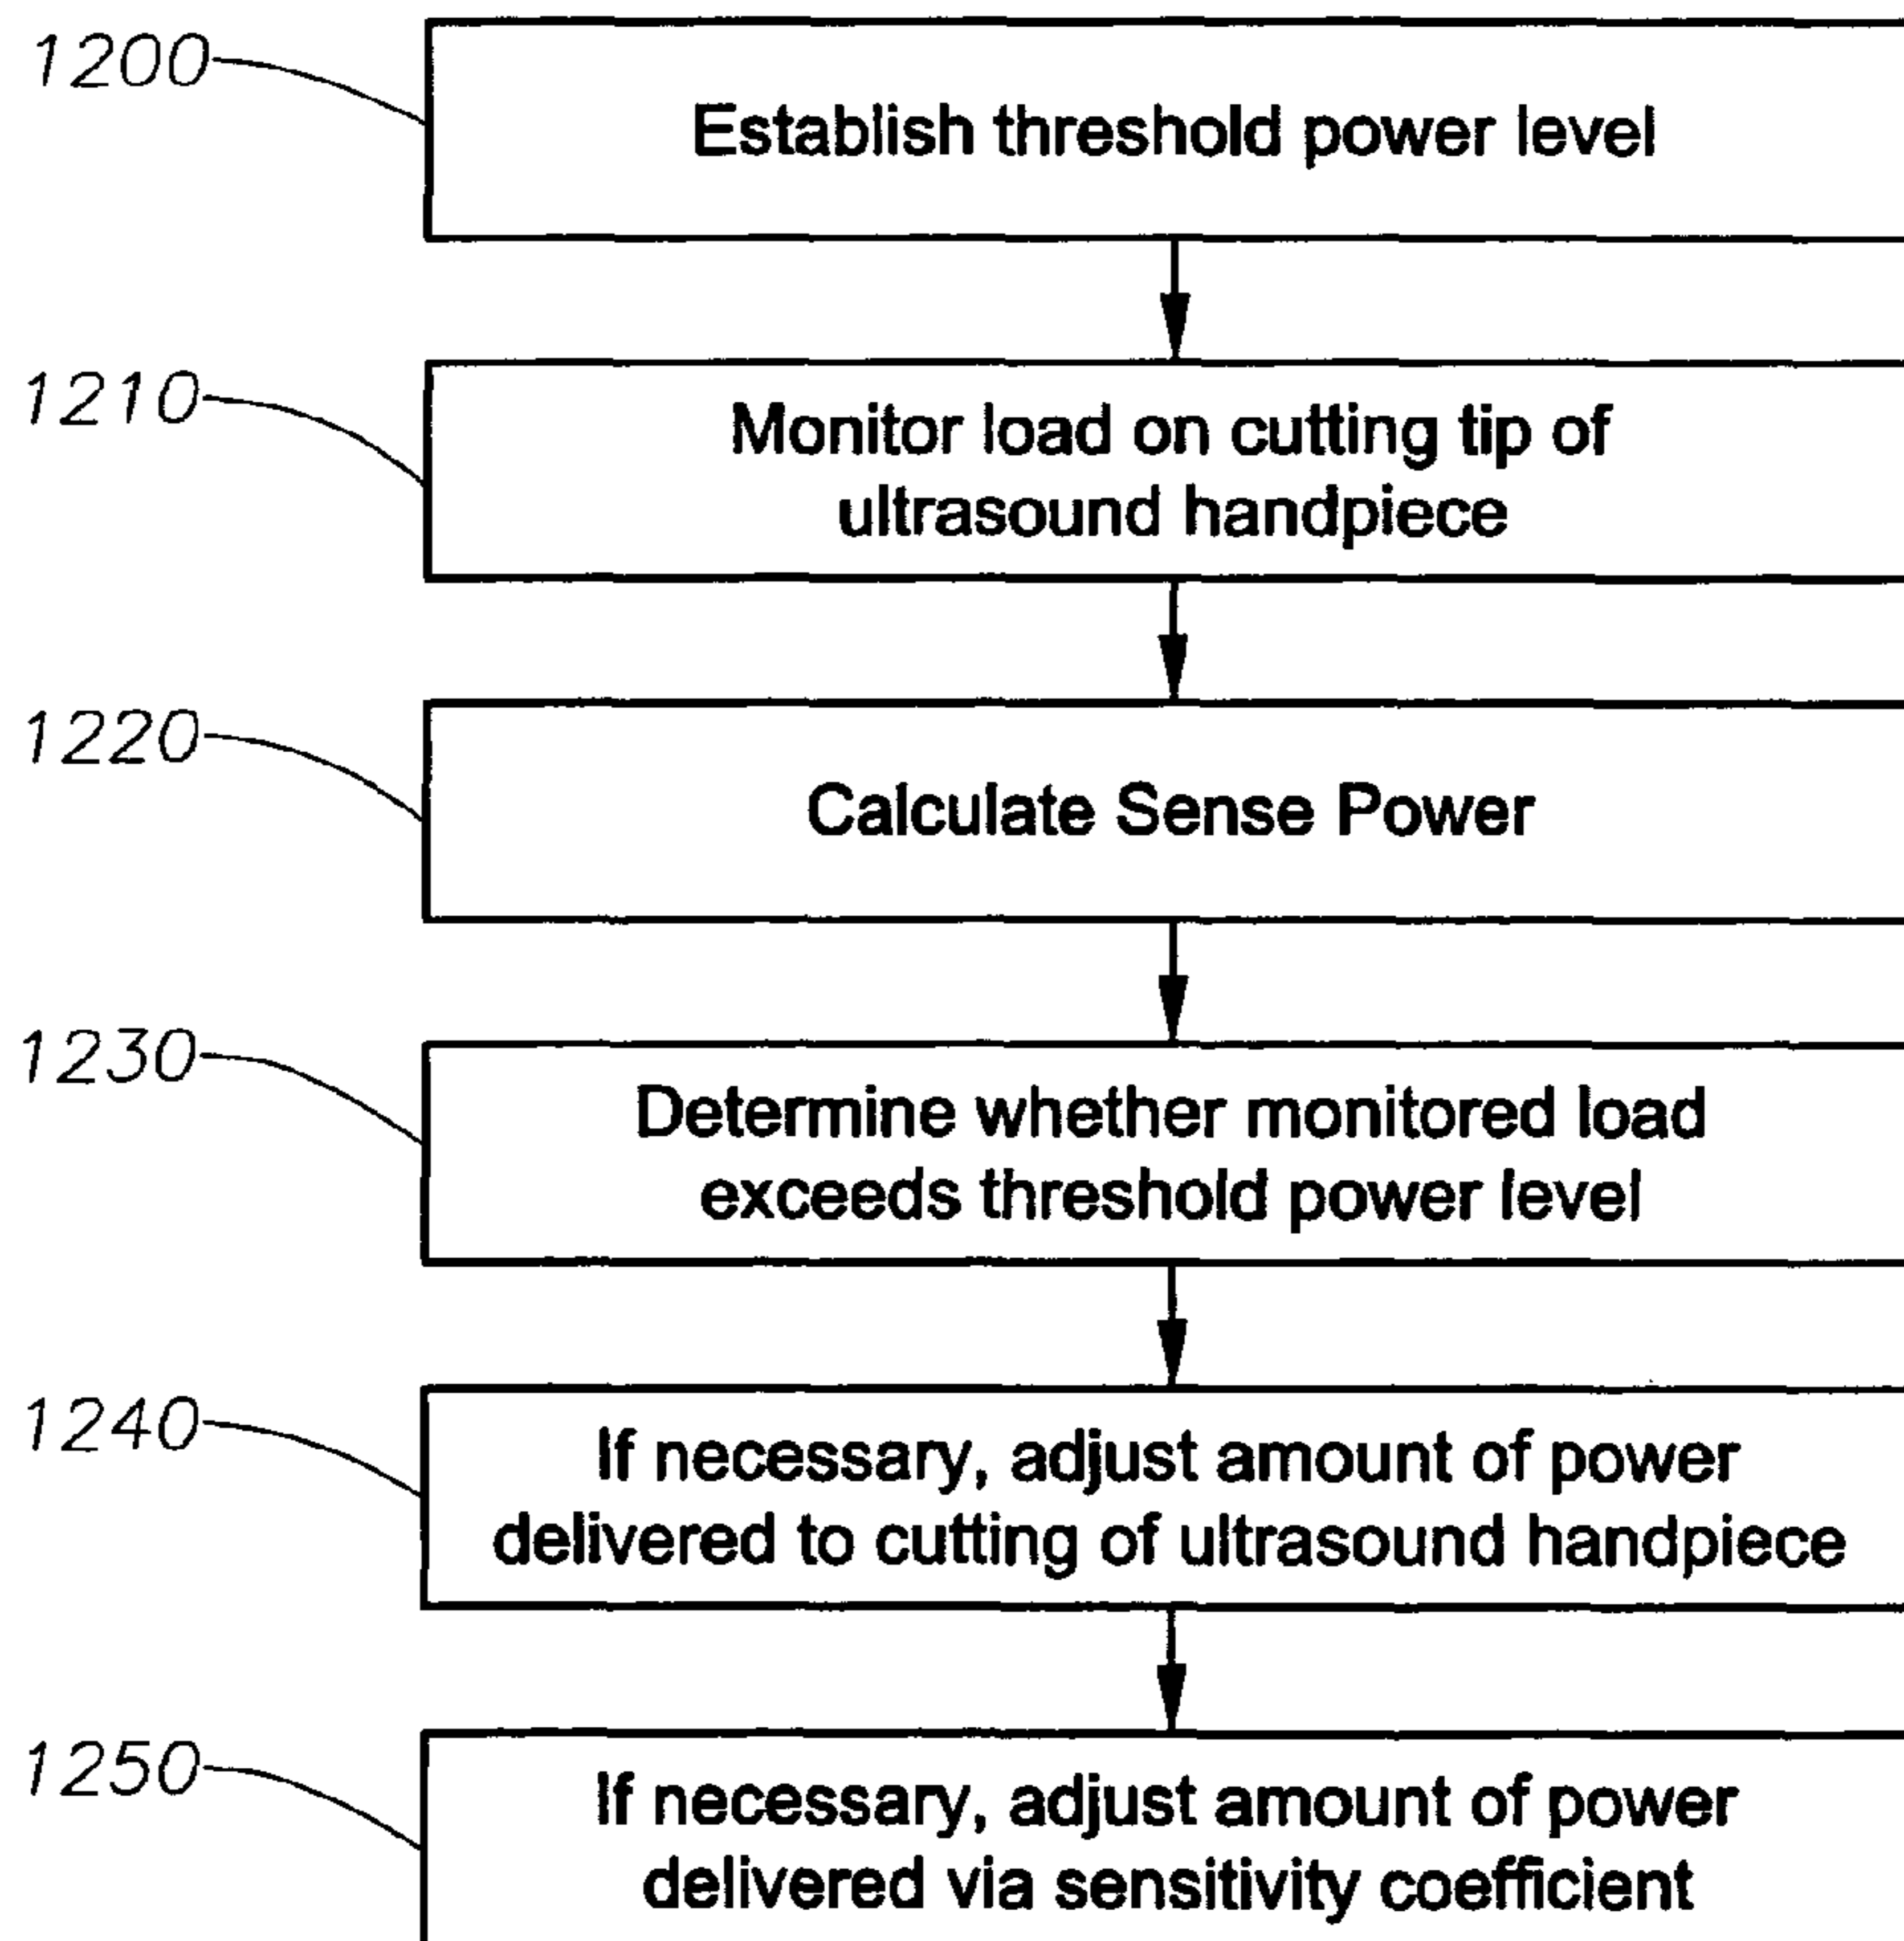 1200
Establish threshold power level
1210
Monitor load on cutting tip of
ultrasound handpiece
1220
Calculate Sense Power
1230
Determine whether monitored load
exceeds threshold power level
1240
If necessary, adjust amount of power
delivered to cutting of ultrasound handpiece
1250
If necessary, adjust amount of power
delivered via sensitivity coefficient